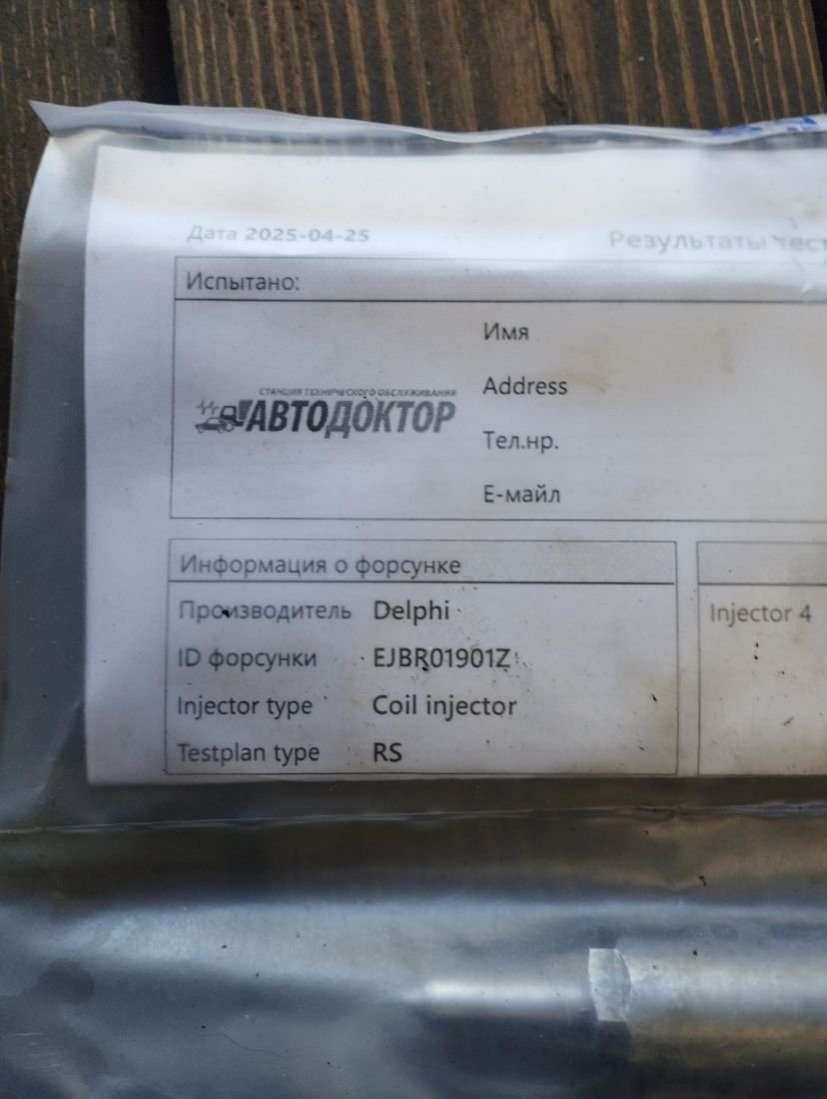 Дата 2025-04-25
Результаты
Испытано:
СТАНЦИЯ ТЕХНИЧЕСКОГО ОБСЛУЖИВАНИЯ
АВТОДОКТОР
Имя
Address
Тел.нр.
Е-майл
Информация о форсунке
Производитель Delphi
ID форсунки EJBR01901Z
Injector type Coil injector
Testplan type RS
Injector 4